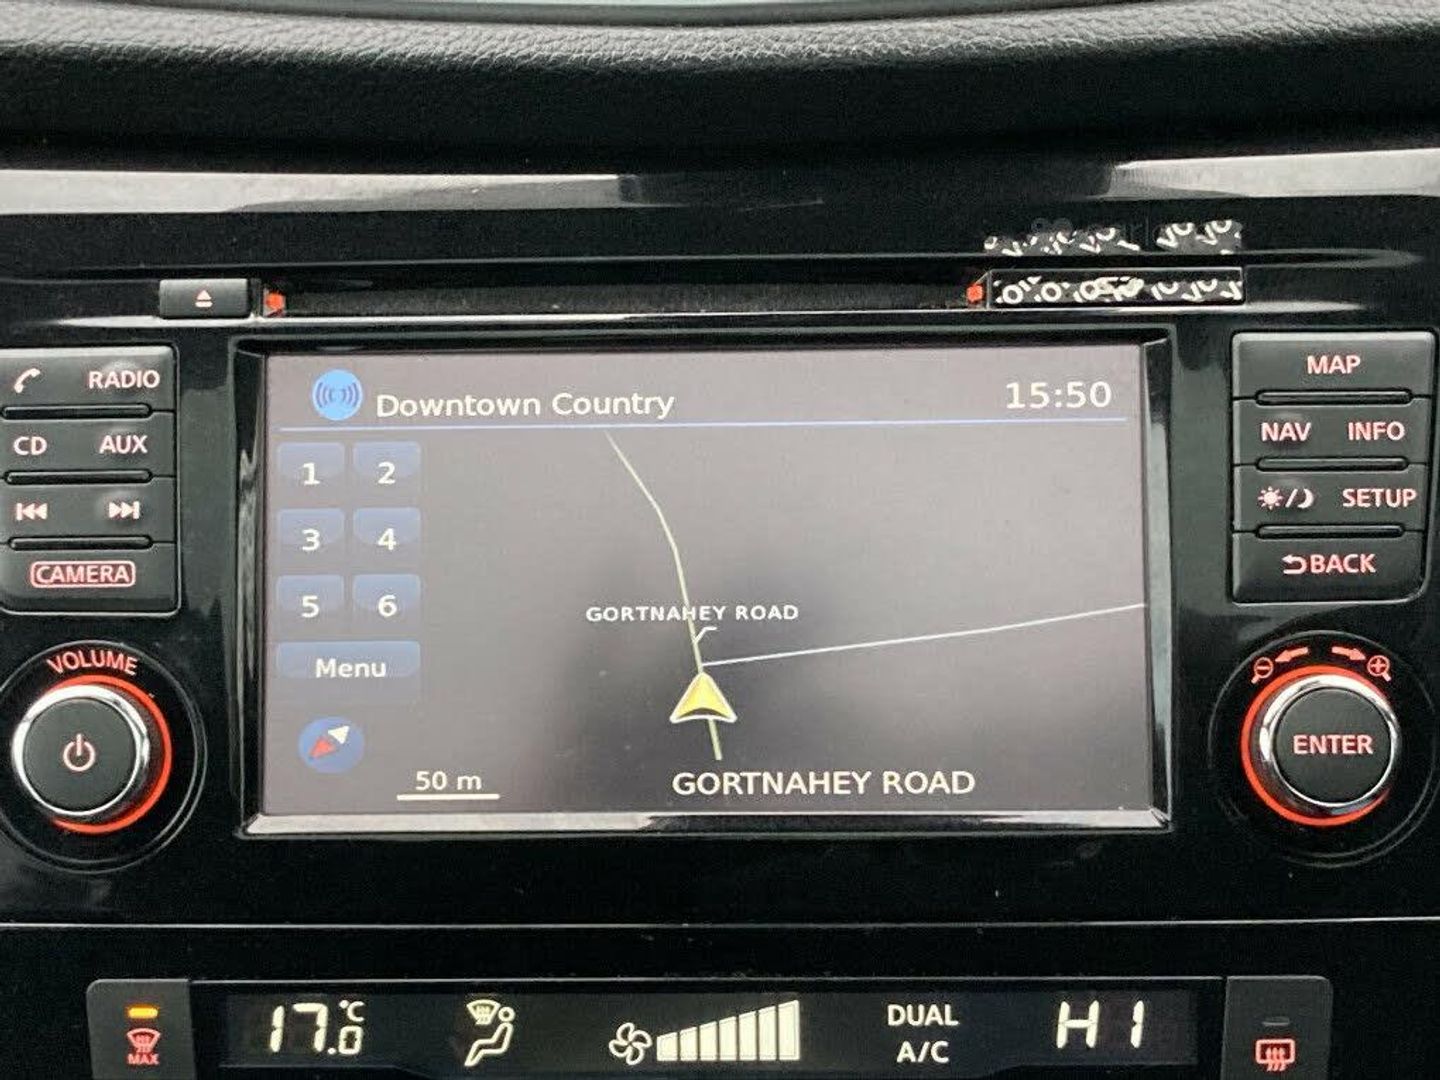 RADIO
CD AUX
CAMERA
VOLUME
Downtown Country 15:50
1 2
3 4
5 6
Menu
GORTNAHEY ROAD
50 m
GORTNAHEY ROAD
MAP
NAV INFO
SETUP
BACK
ENTER
MAX
17.0 °C
DUAL
A/C
HI